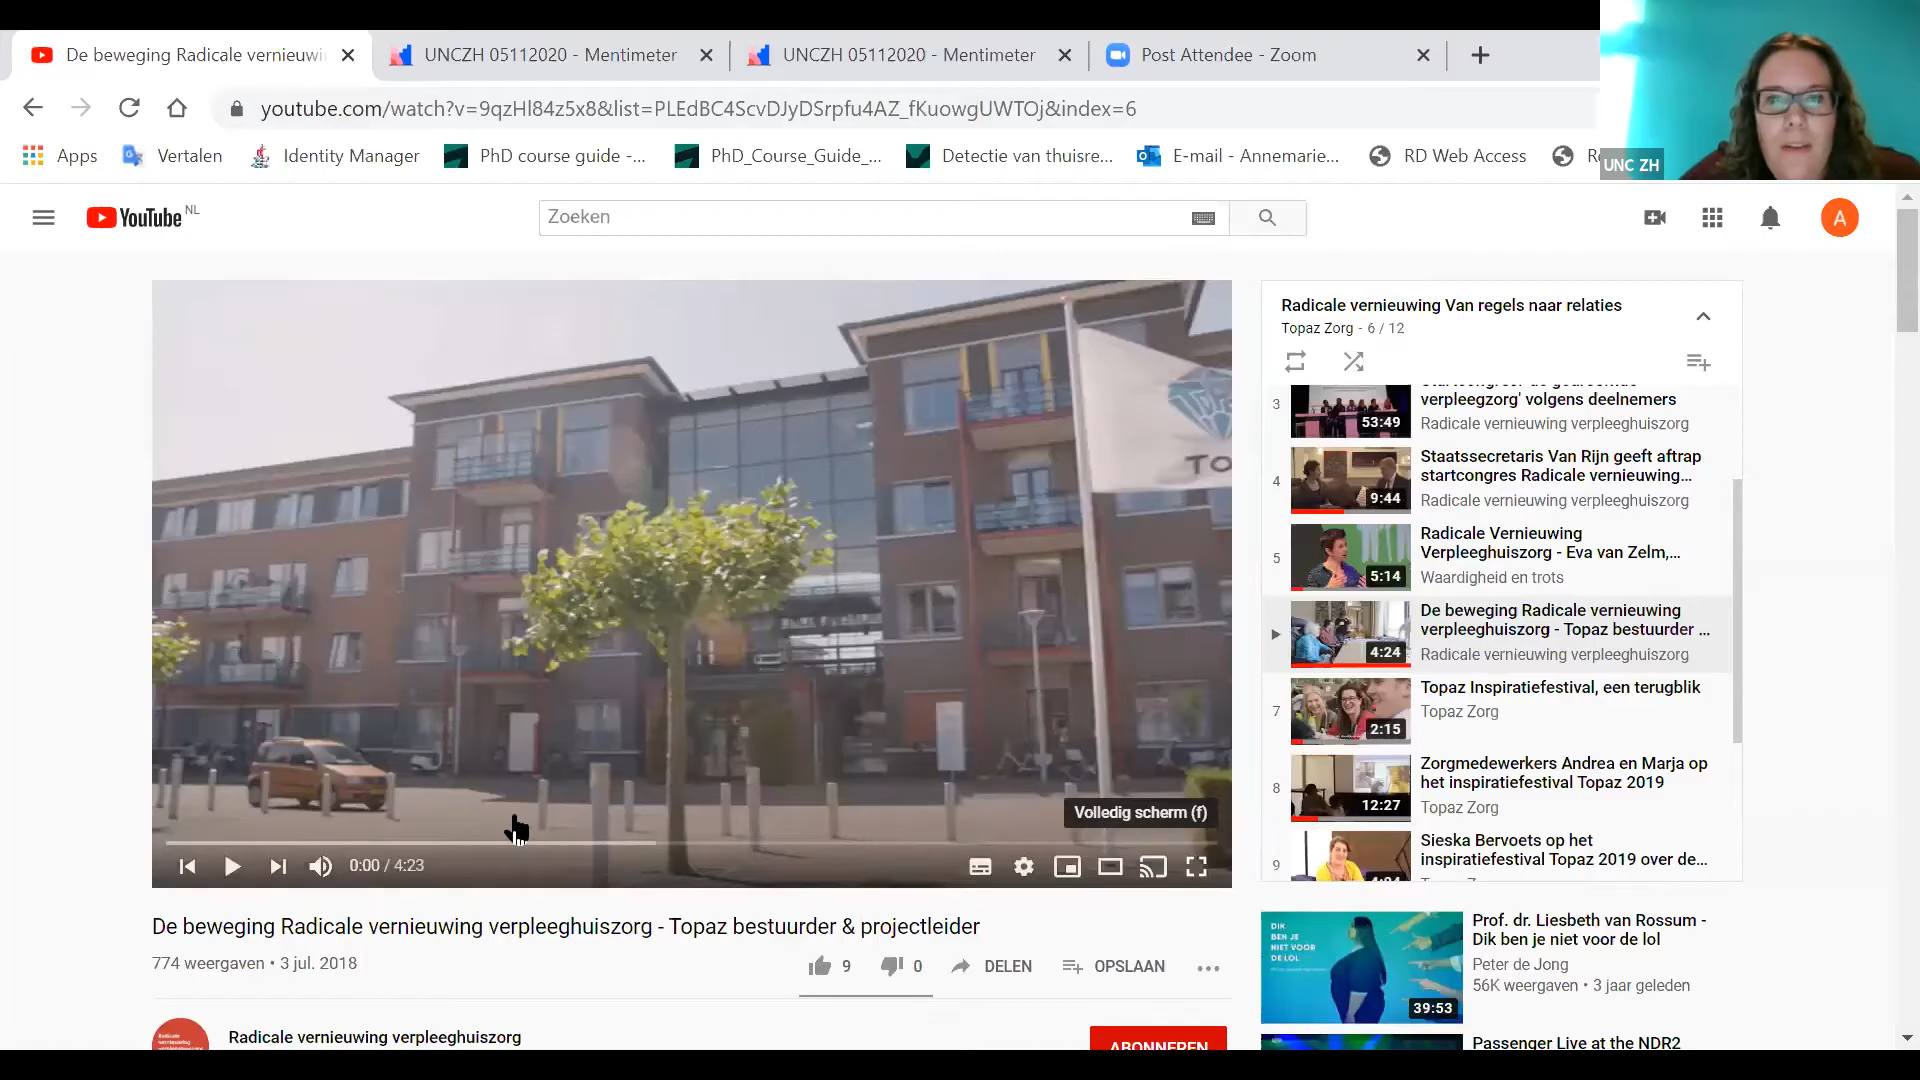 De beweging Radicale vernieuwi
UNCZH 05112020 - Mentimeter
UNCZH 05112020 - Mentimeter
Post Attendee - Zoom
youtube.com/watch?v=9qzHl84z5x8&list=PLEdBC4ScvDJyDSrpfu4AZ_fKuowgUWTOj&index=6
Apps
Vertalen
Identity Manager
PhD course guide -...
PhD_Course_Guide_...
Detectie van thuisre...
E-mail - Annemarie...
RD Web Access
UNC ZH
YouTube NL
Zoeken
A
TO
Volledig scherm (f)
0:00 / 4:23
Radicale vernieuwing Van regels naar relaties
Topaz Zorg - 6 / 12
3
53:49
verpleegzorg' volgens deelnemers
Radicale vernieuwing verpleeghuiszorg
4
9:44
Staatssecretaris Van Rijn geeft aftrap
startcongres Radicale vernieuwing...
Radicale vernieuwing verpleeghuiszorg
5
5:14
Radicale Vernieuwing
Verpleeghuiszorg - Eva van Zelm,...
Waardigheid en trots
4:24
De beweging Radicale vernieuwing
verpleeghuiszorg - Topaz bestuurder ...
Radicale vernieuwing verpleeghuiszorg
7
2:15
Topaz Inspiratiefestival, een terugblik
Topaz Zorg
8
12:27
Zorgmedewerkers Andrea en Marja op
het inspiratiefestival Topaz 2019
Topaz Zorg
9
Sieska Bervoets op het
inspiratiefestival Topaz 2019 over de...
De beweging Radicale vernieuwing verpleeghuiszorg - Topaz bestuurder & projectleider
774 weergaven • 3 jul. 2018
9
0
DELEN
OPSLAAN
Radicale vernieuwing verpleeghuiszorg
ABONNEREN
DIK
BEN JE
NIET VOOR
DE LOL
39:53
Prof. dr. Liesbeth van Rossum -
Dik ben je niet voor de lol
Peter de Jong
56K weergaven • 3 jaar geleden
Passenger Live at the NDR2